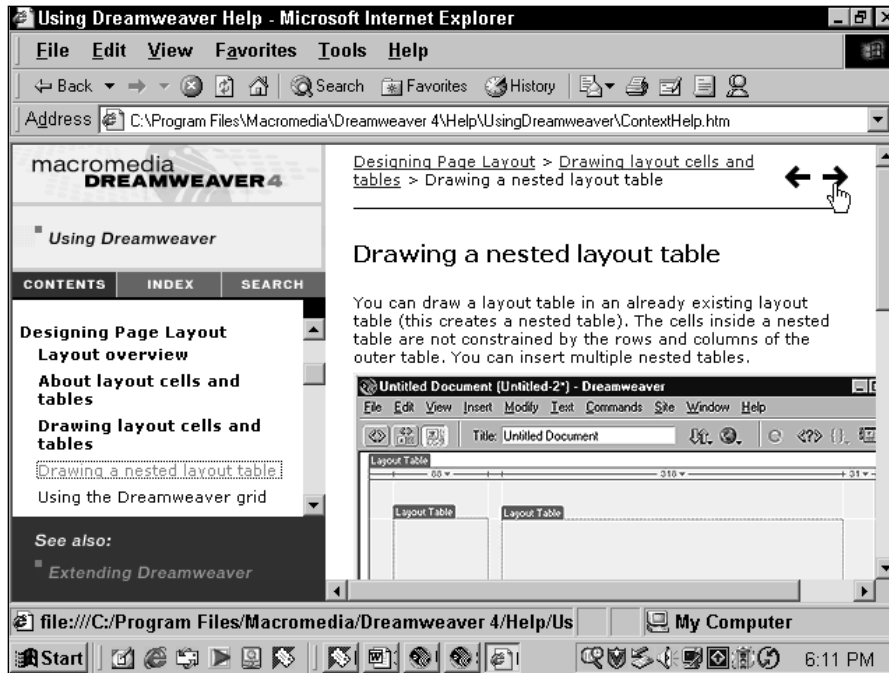 Using Dreamweaver Help - Microsoft Internet Explorer
File Edit View Favorites Tools Help
Back Search Favorites History
Address C:\Program Files\Macromedia\Dreamweaver 4\Help\UsingDreamweaver\ContextHelp.htm
macromedia
DREAMWEAVER 4
Using Dreamweaver
CONTENTS INDEX SEARCH
Designing Page Layout
Layout overview
About layout cells and
tables
Drawing layout cells and
tables
Drawing a nested layout table
Using the Dreamweaver grid
See also:
Extending Dreamweaver
Designing Page Layout > Drawing layout cells and
tables > Drawing a nested layout table
Drawing a nested layout table
You can draw a layout table in an already existing layout
table (this creates a nested table). The cells inside a nested
table are not constrained by the rows and columns of the
outer table. You can insert multiple nested tables.
Untitled Document (Untitled-2*) - Dreamweaver
File Edit View Insert Modify Text Commands Site Window Help
Title: Untitled Document
Layout Table
88 318 31
Layout Table Layout Table
file:///C:/Program Files/Macromedia/Dreamweaver 4/Help/Us My Computer
Start 6:11 PM